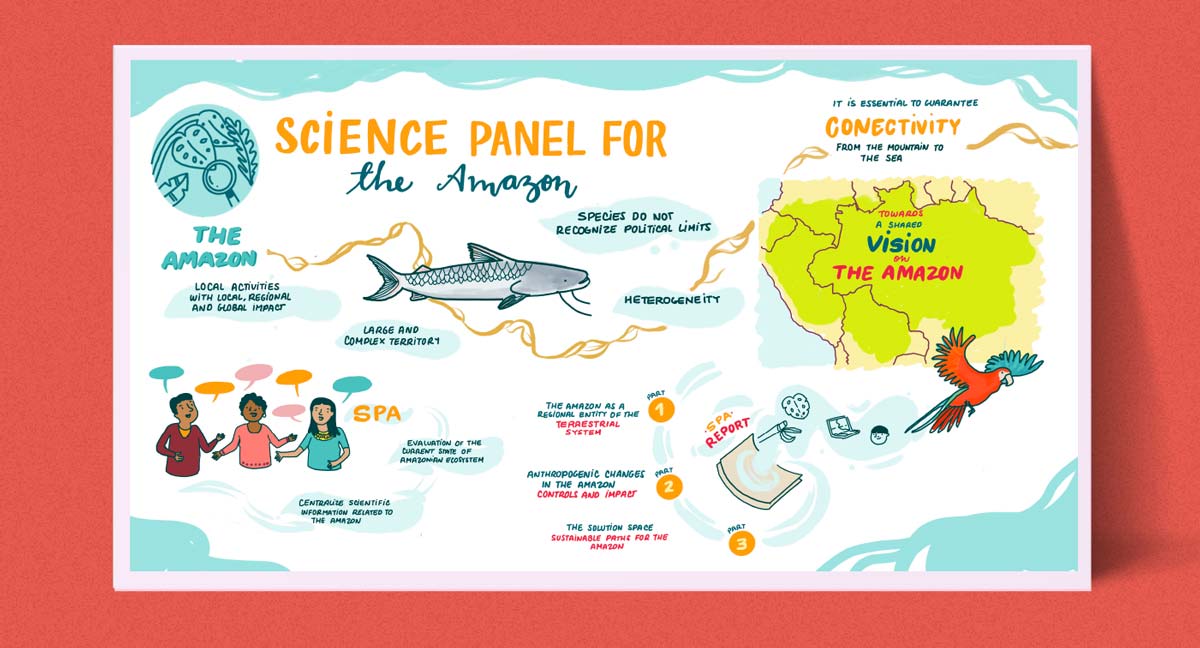 SCIENCE PANEL FOR
the Amazon
IT IS ESSENTIAL TO GUARANTEE
CONECTIVITY
FROM THE MOUNTAIN TO
THE SEA
THE
AMAZON
LOCAL ACTIVITIES
WITH LOCAL, REGIONAL
AND GLOBAL IMPACT
LARGE AND
COMPLEX TERRITORY
SPECIES DO NOT
RECOGNIZE POLITICAL LIMITS
HETEROGENEITY
TOWARDS
A SHARED
VISION
ON
THE AMAZON
SPA
EVALUATION OF THE
CURRENT STATE OF
AMAZONIAN ECOSYSTEM
CENTRALIZE SCIENTIFIC
INFORMATION RELATED TO
THE AMAZON
PART
1
THE AMAZON AS A
REGIONAL ENTITY OF THE
TERRESTRIAL
SYSTEM
PART
2
ANTHROPOGENIC CHANGES
IN THE AMAZON
CONTROLS AND IMPACT
PART
3
THE SOLUTION SPACE
SUSTAINABLE PATHS FOR THE
AMAZON
·SPA·
REPORT